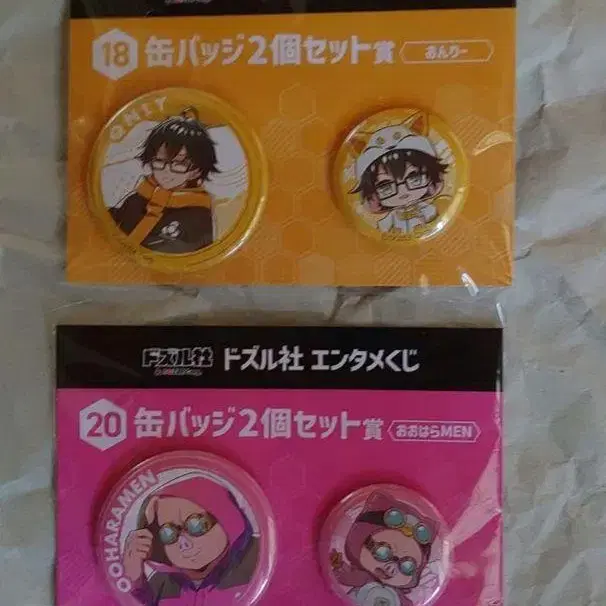 18 缶バッジ2個セット賞 おんりー
QNLY
ドズル社 ドズル社 エンタメくじ
20 缶バッジ2個セット賞 おおはらMEN
OOHARAMEN